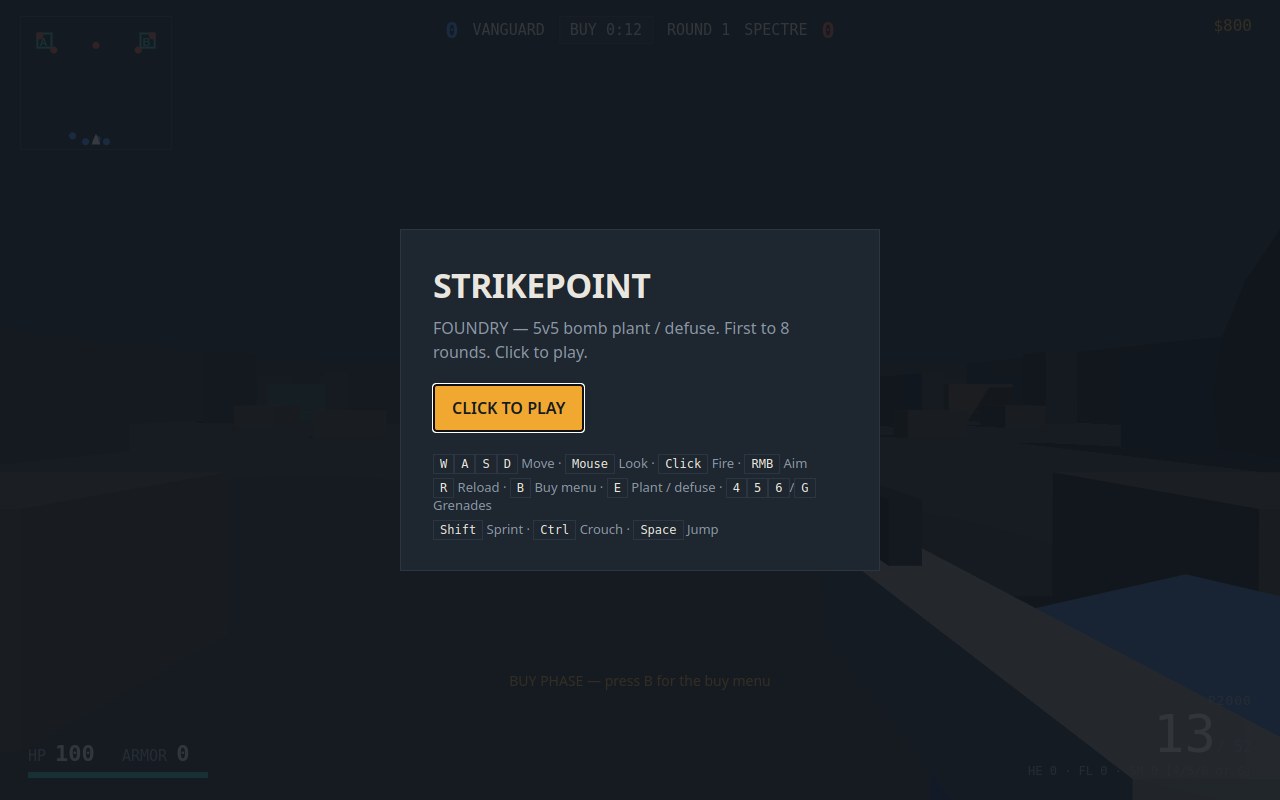 A
B
0 VANGUARD BUY 0:12 ROUND 1 SPECTRE 0
$800
STRIKEPOINT
FOUNDRY — 5v5 bomb plant / defuse. First to 8
rounds. Click to play.
CLICK TO PLAY
W A S D Move · Mouse Look · Click Fire · RMB Aim
R Reload · B Buy menu · E Plant / defuse · 4 5 6 / G
Grenades
Shift Sprint · Ctrl Crouch · Space Jump
BUY PHASE — press B for the buy menu
HP 100 ARMOR 0
13
HE 0 · FL 0